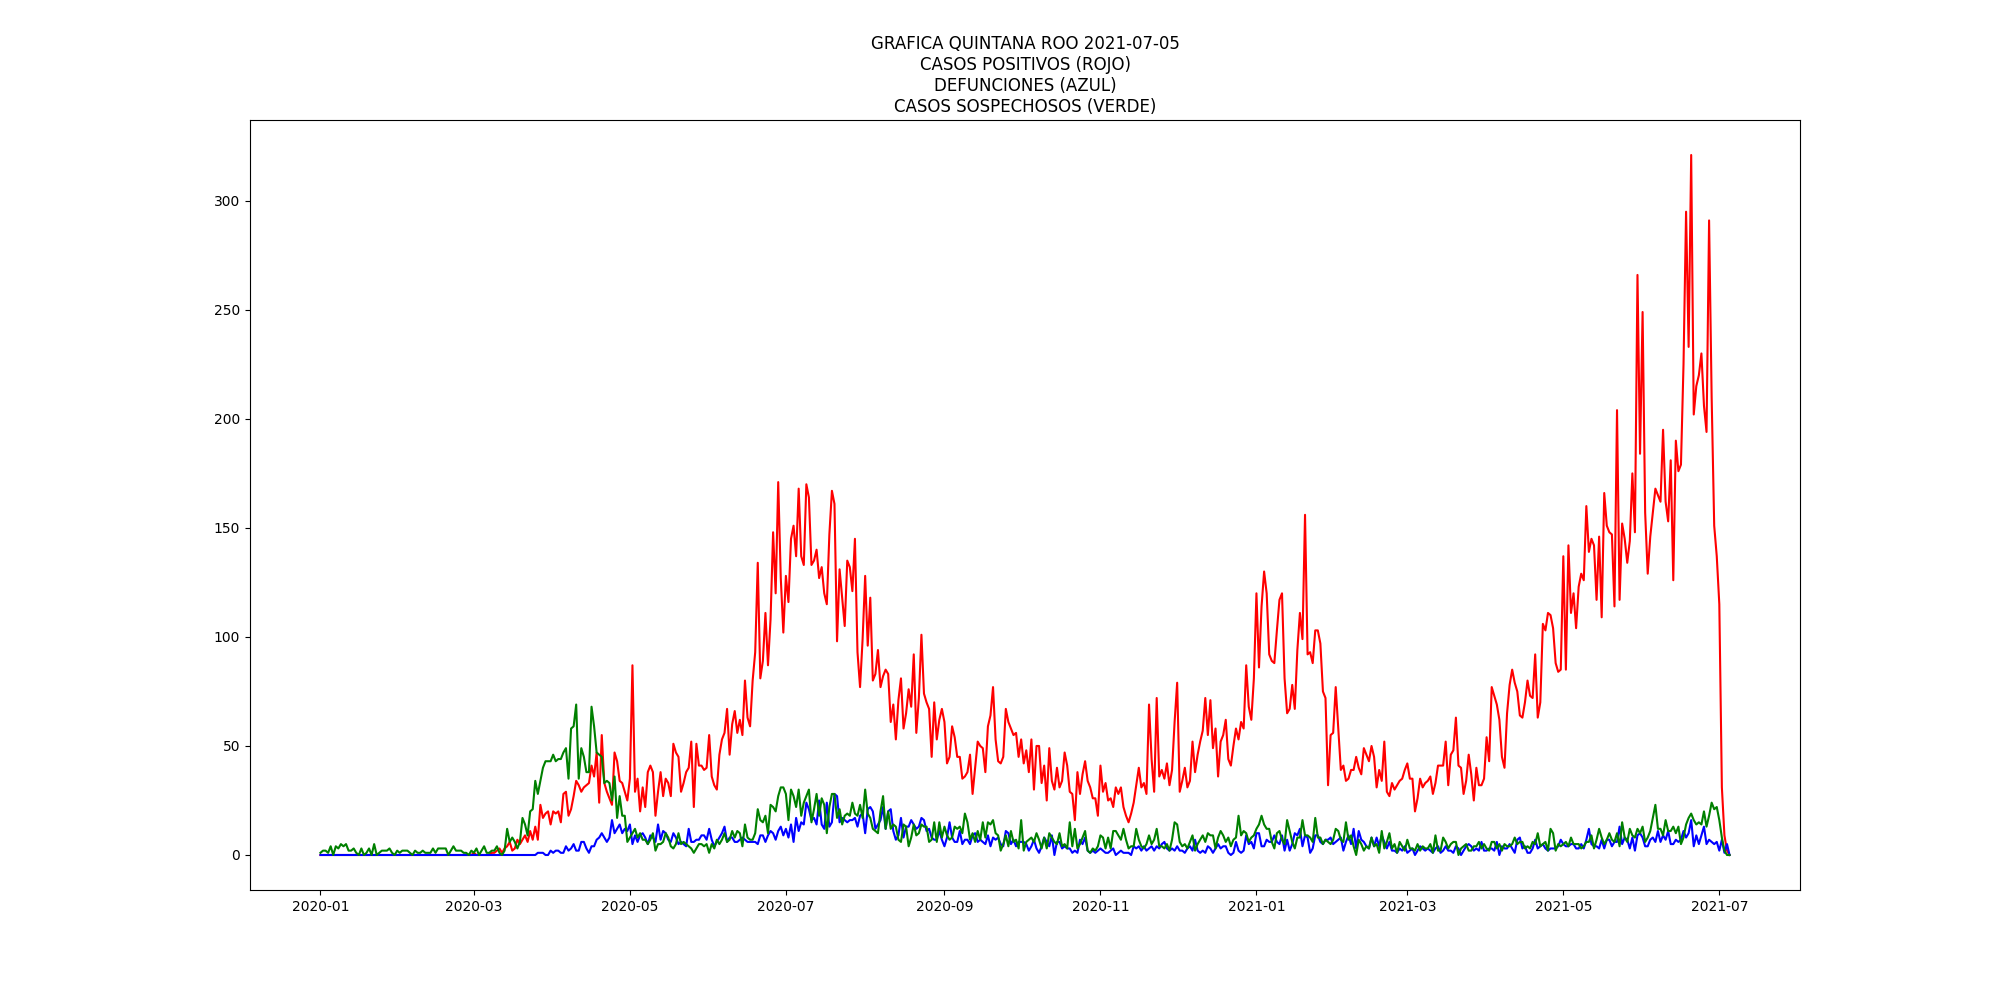 GRAFICA QUINTANA ROO 2021-07-05
CASOS POSITIVOS (ROJO)
DEFUNCIONES (AZUL)
CASOS SOSPECHOSOS (VERDE)
300
250
200
150
100
50
0
2020-01 2020-03 2020-05 2020-07 2020-09 2020-11 2021-01 2021-03 2021-05 2021-07